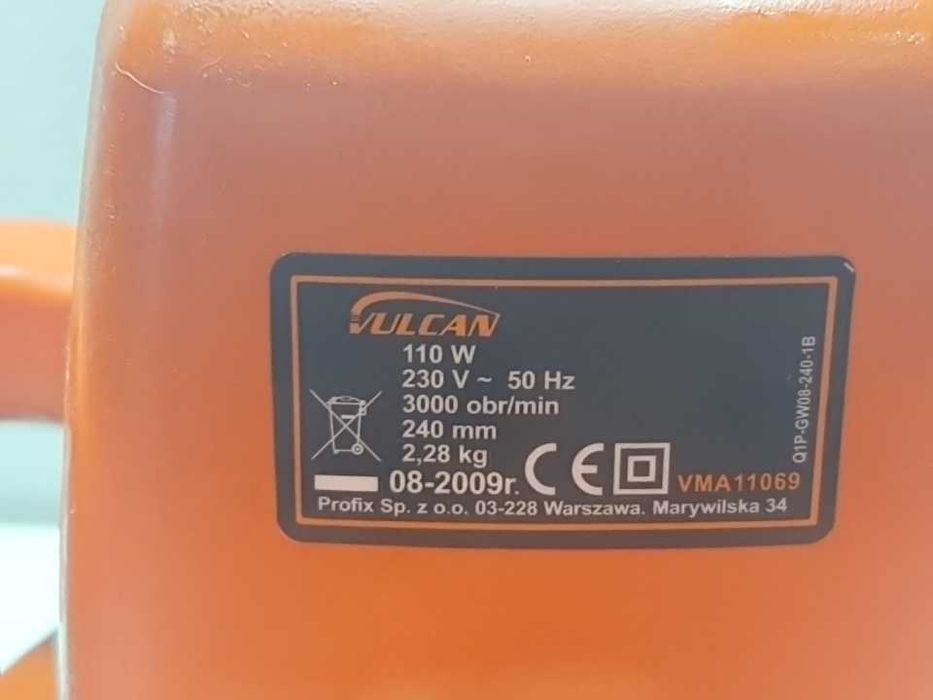 VULCAN
110 W
230 V ~ 50 Hz
3000 obr/min
240 mm
2,28 kg
08-2009r. CE VMA11069
Profix Sp. z o.o. 03-228 Warszawa. Marywilska 34
Q1P-GW08-240-1B